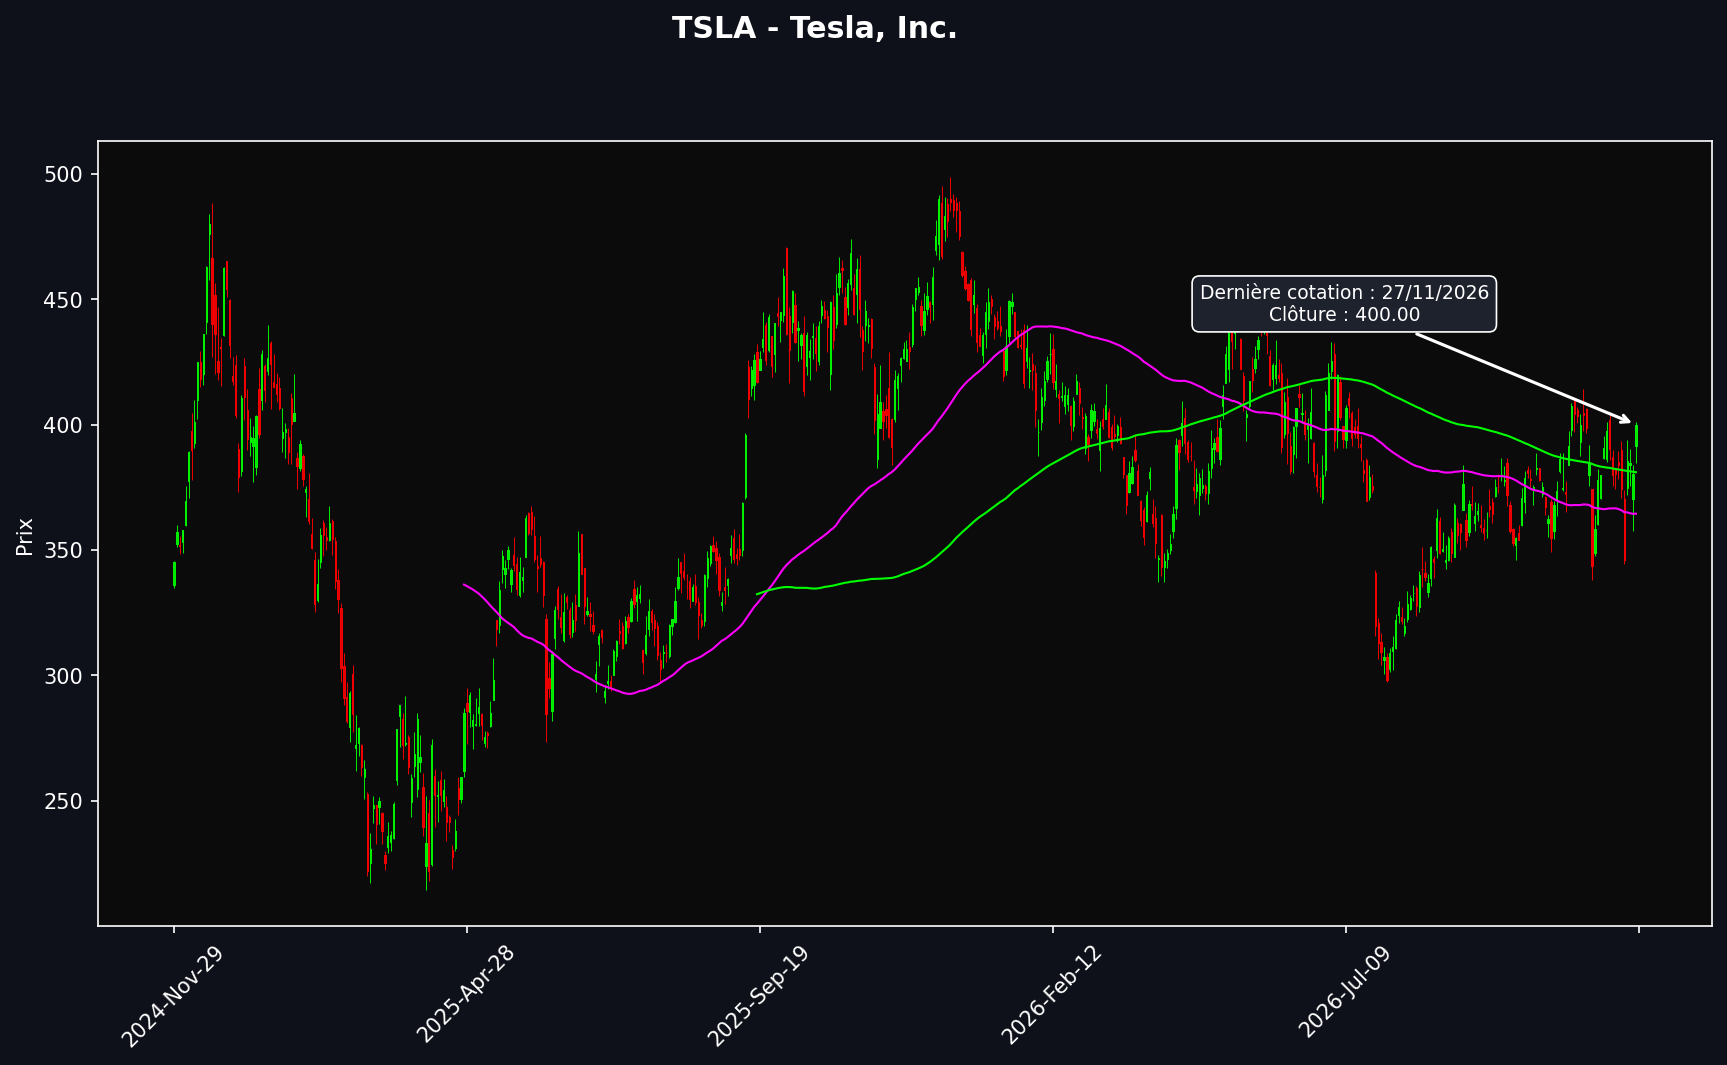 TSLA - Tesla, Inc.
500
450
400
350
300
250
Prix
Dernière cotation : 27/11/2026
Clôture : 400.00
2024-Nov-29
2025-Apr-28
2025-Sep-19
2026-Feb-12
2026-Jul-09